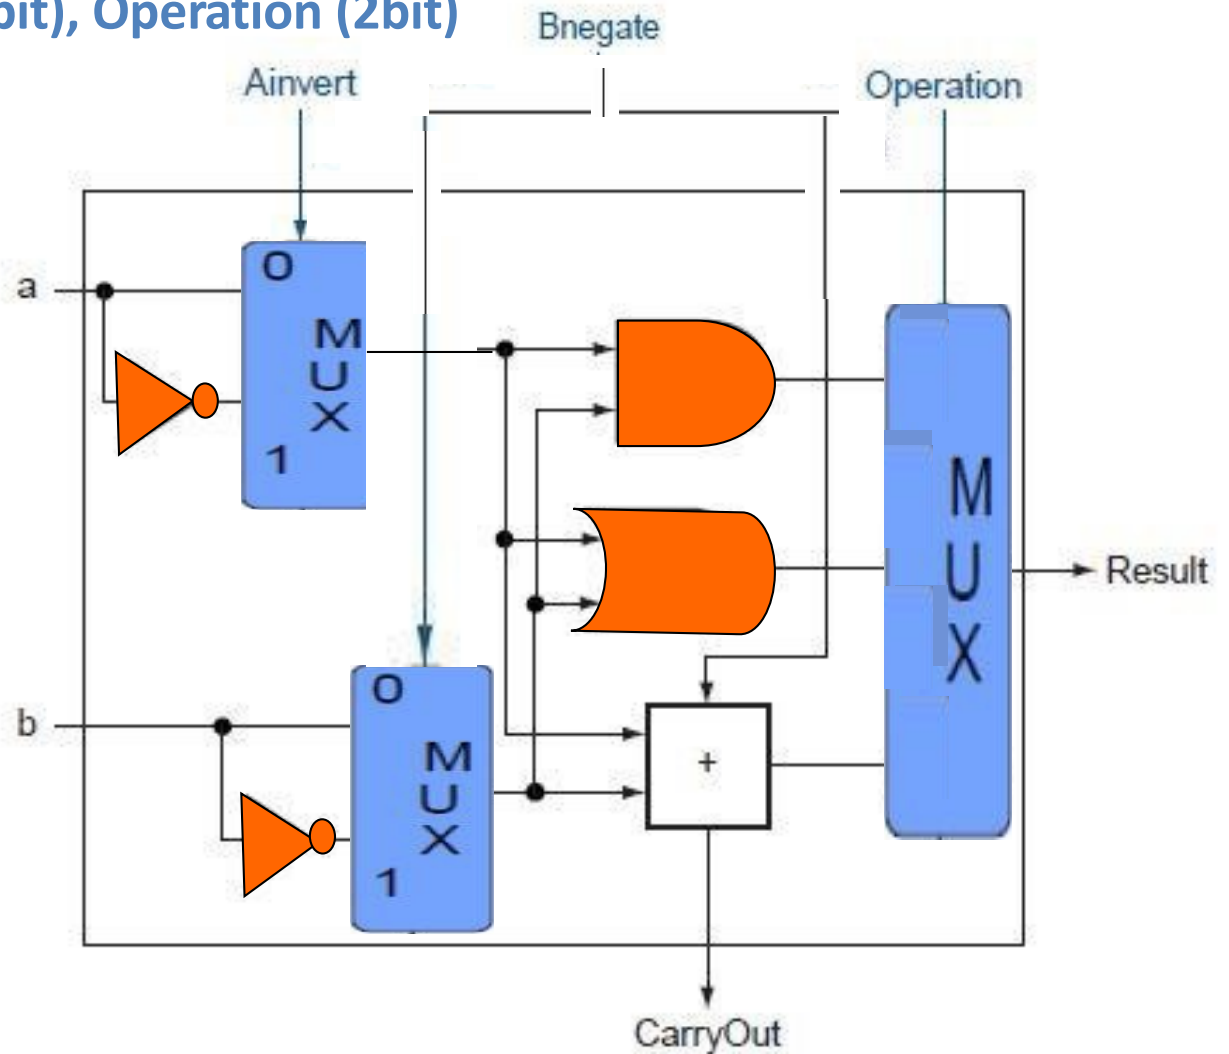 bit), Operation (2bit)
Bnegate
Ainvert
Operation
a
0
M
U
X
1
M
U
X
Result
b
0
M
U
X
1
+
CarryOut